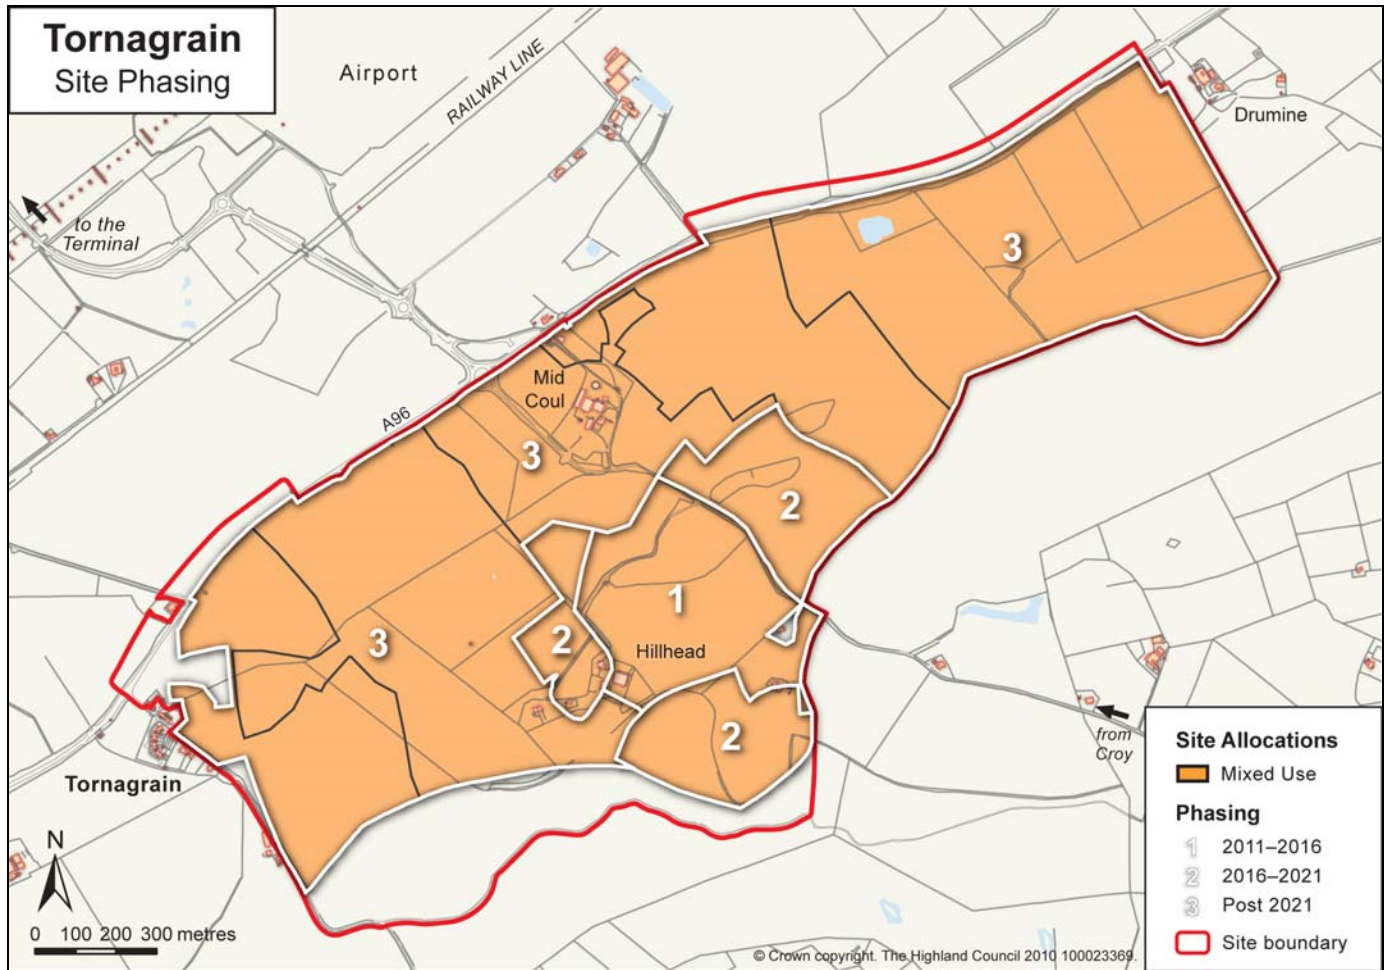 Tornagrain
Site Phasing
Airport
RAILWAY LINE
Drumine
to the
Terminal
3
Mid
Coul
A96
3
2
1
3
2
Hillhead
2
from
Croy
Tornagrain
N
0 100 200 300 metres
Site Allocations
Mixed Use
Phasing
1 2011–2016
2 2016–2021
3 Post 2021
Site boundary
© Crown copyright. The Highland Council 2010 100023369.